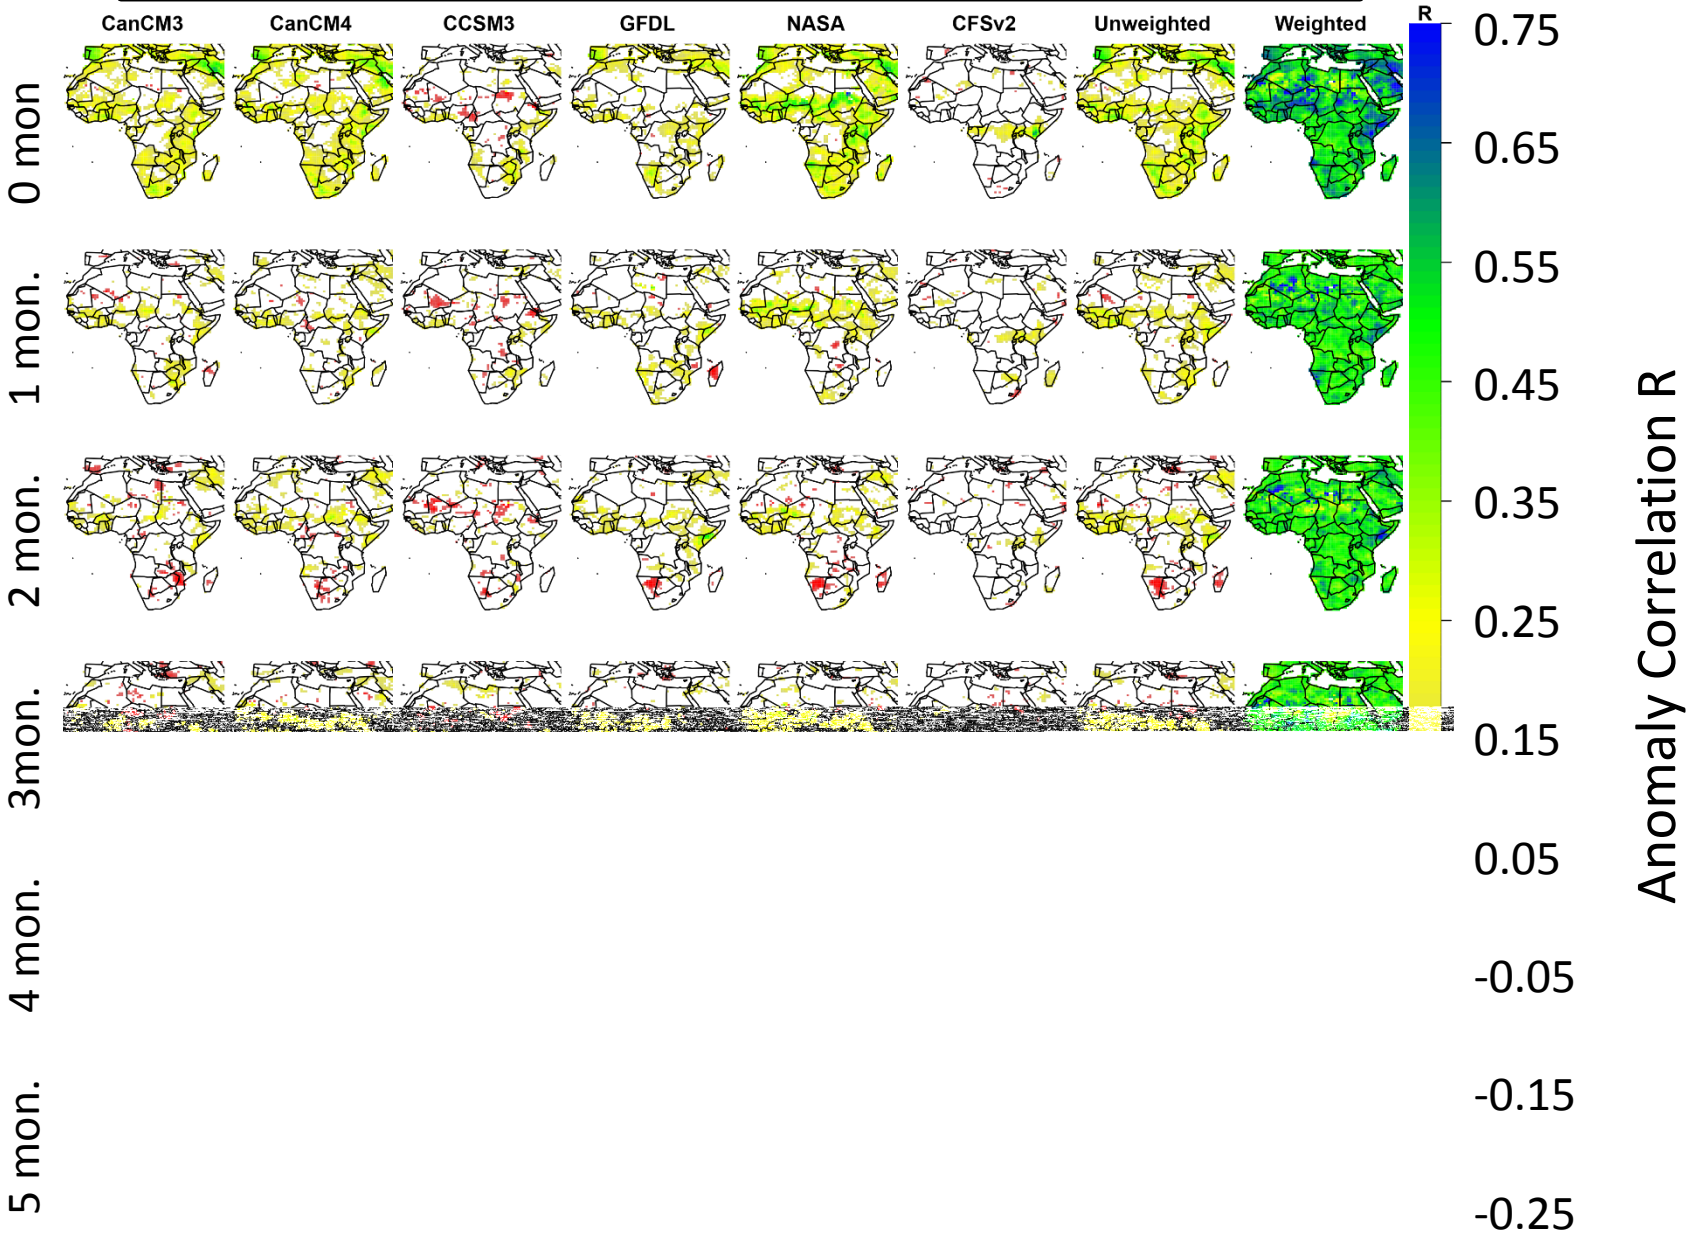 CanCM3 CanCM4 CCSM3 GFDL NASA CFSv2 Unweighted Weighted R
0 mon
1 mon.
2 mon.
3mon.
4 mon.
5 mon.
0.75
0.65
0.55
0.45
0.35
0.25
0.15
0.05
-0.05
-0.15
-0.25
Anomaly Correlation R